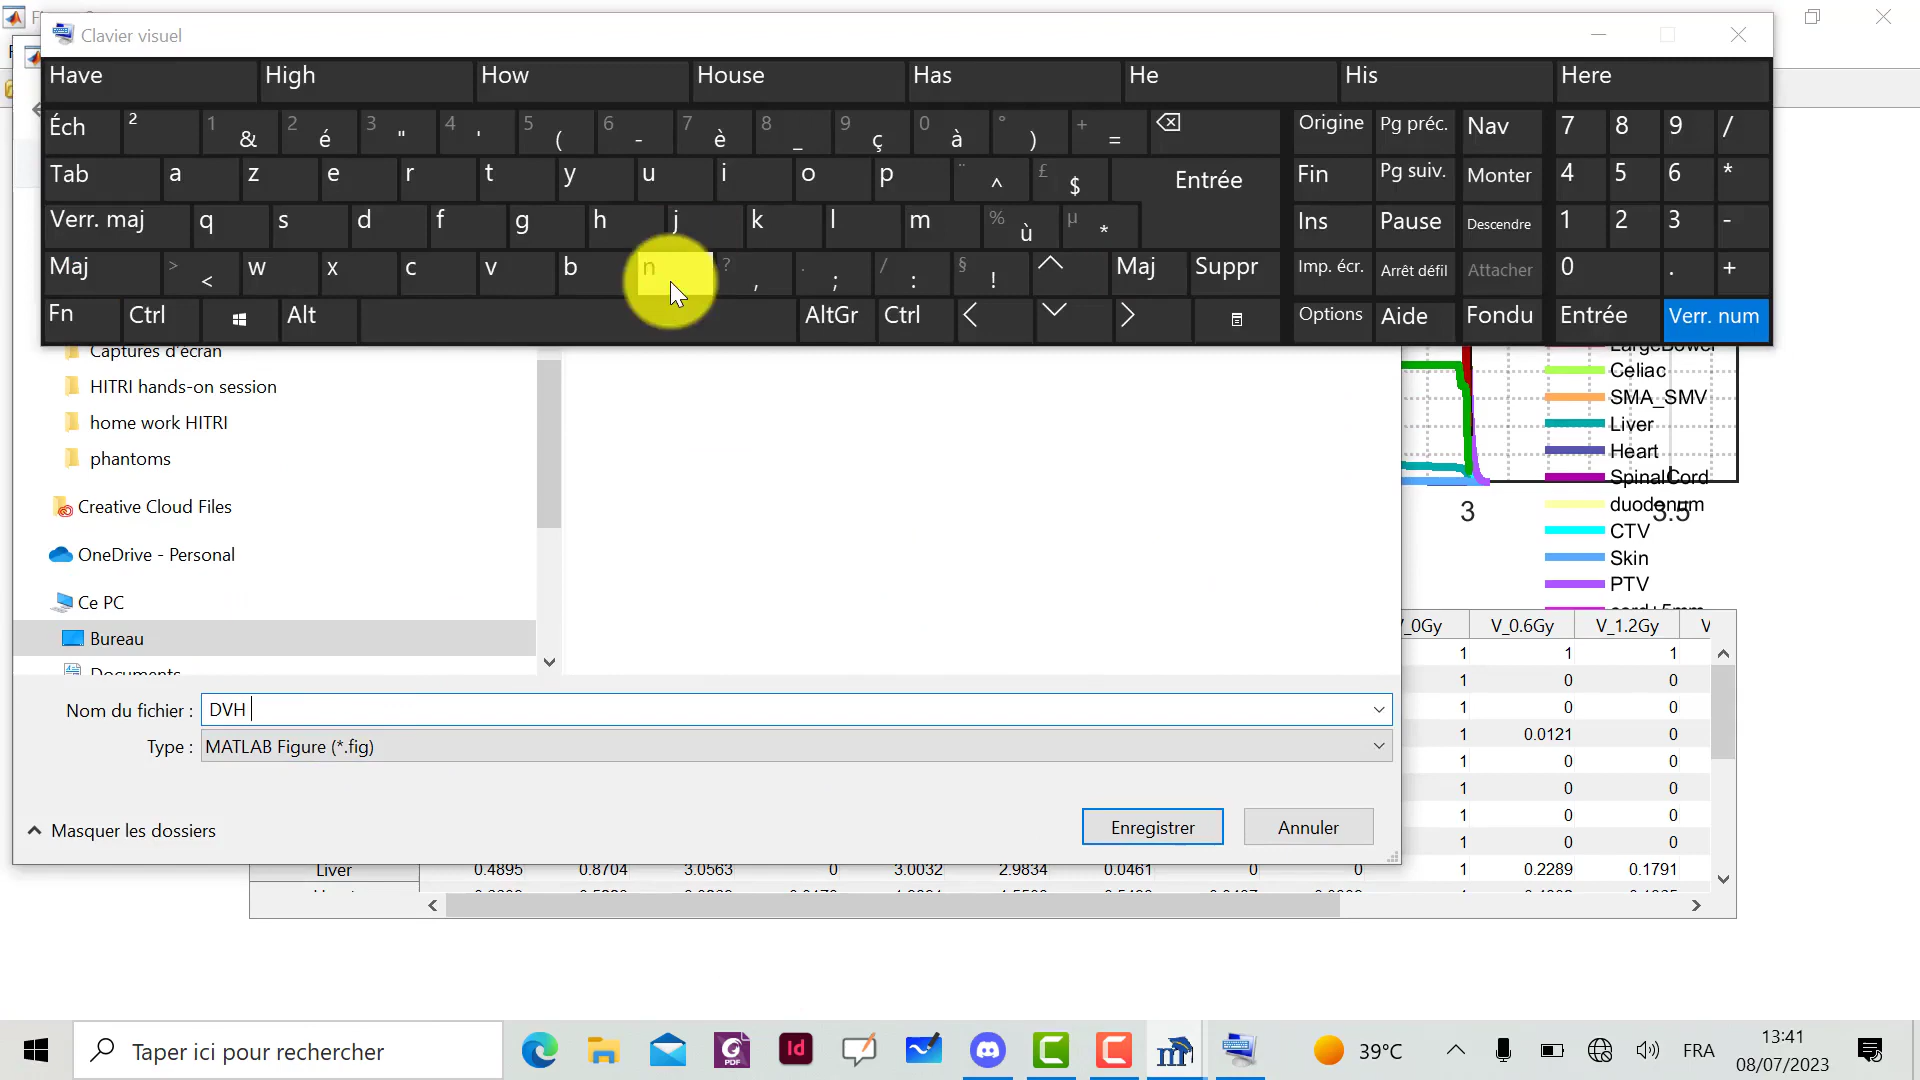 Clavier visuel
Have High How House Has He His Here
Éch ² 1 & 2 é 3 " 4 ' 5 ( 6 - 7 è 8 _ 9 ç 0 à ° ) + = Origine Pg préc. Nav 7 8 9 /
Tab a z e r t y u i o p ¨ ^ £ $ Entrée Fin Pg suiv. Monter 4 5 6 *
Verr. maj q s d f g h j k l m % ù µ * Ins Pause Descendre 1 2 3 -
Maj > < w x c v b n ? , . ; / : § ! Maj Suppr Imp. écr. Arrêt défil Attacher 0 . +
Fn Ctrl Alt AltGr Ctrl Options Aide Fondu Entrée Verr. num
Captures d'écran
HITRI hands-on session
home work HITRI
phantoms
Creative Cloud Files
OneDrive - Personal
Ce PC
Bureau
Documents
LargeBowel
Celiac
SMA_SMV
Liver
Heart
SpinalCord
duodenum
CTV
Skin
PTV
cord+5mm
3 3.5
Nom du fichier : DVH
Type : MATLAB Figure (*.fig)
Masquer les dossiers
Enregistrer Annuler
V_0Gy V_0.6Gy V_1.2Gy V
1 1 1
1 0 0
1 0 0
1 0.0121 0
1 0 0
1 0 0
1 0 0
1 0 0
Liver 0.4895 0.8704 3.0563 0 3.0032 2.9834 0.0461 0 0 1 0.2289 0.1791
Taper ici pour rechercher
Id
PDF
39°C
FRA
13:41
08/07/2023